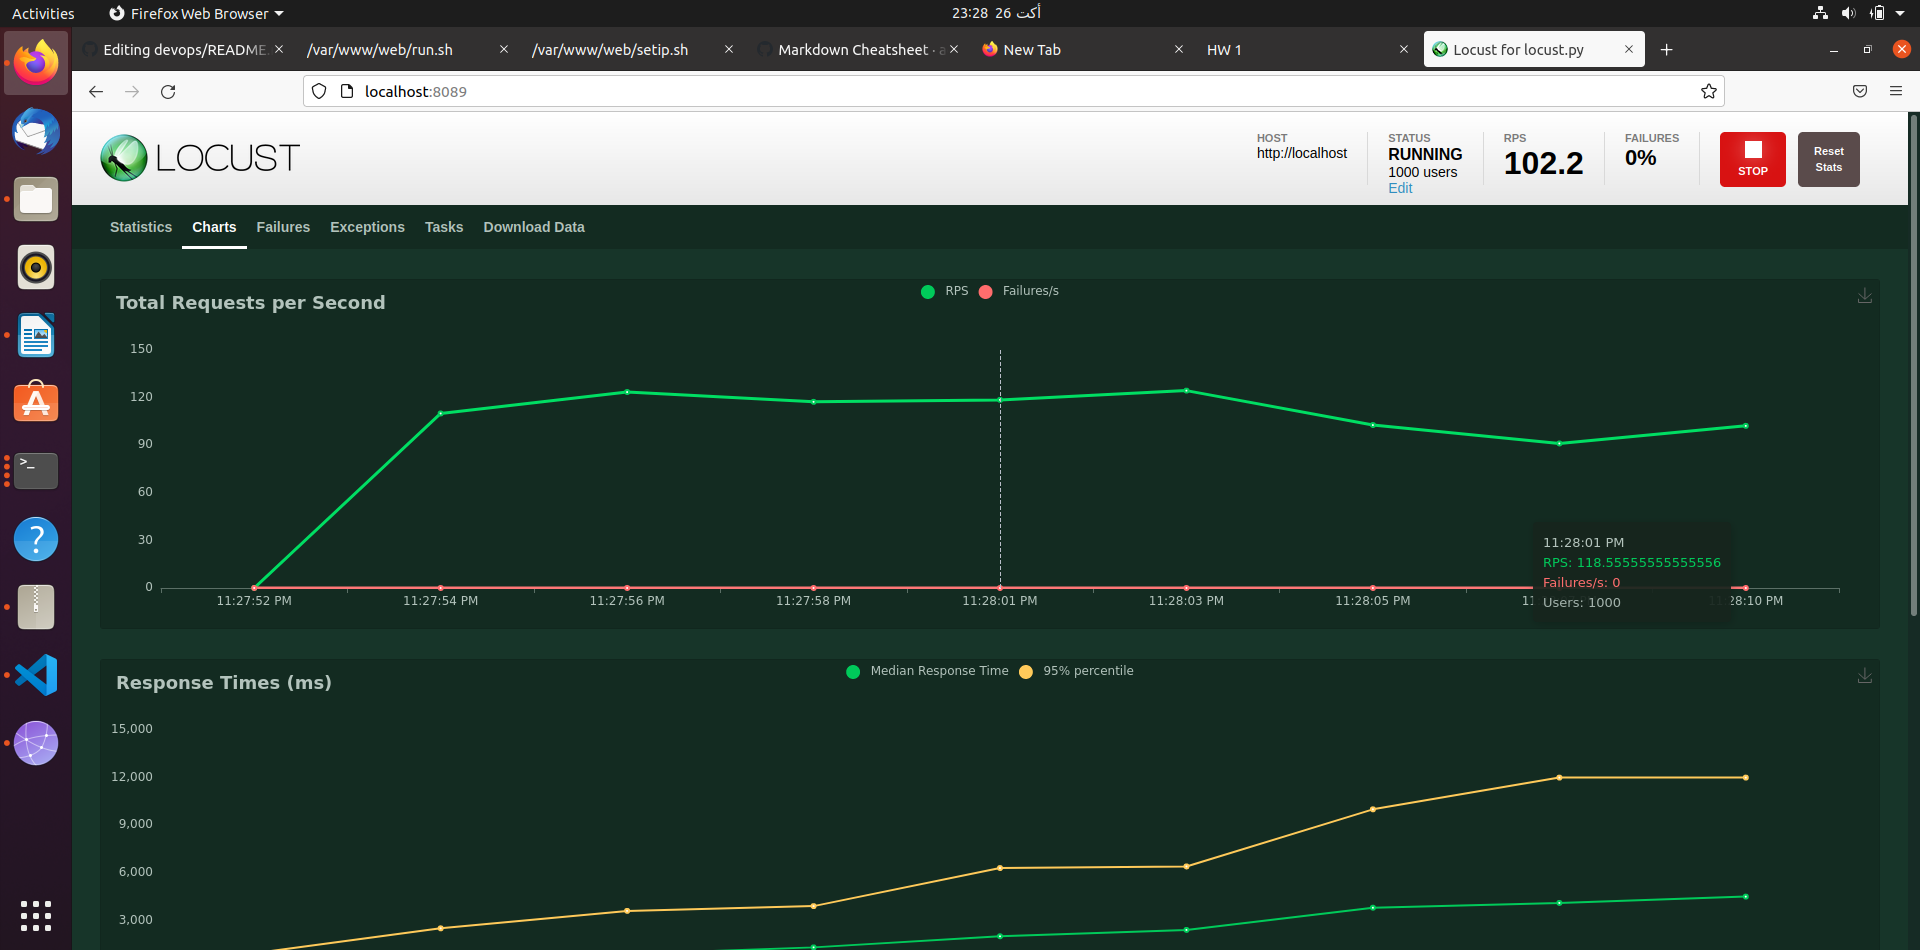 Activities
Firefox Web Browser
23:28 26 أكت
Editing devops/README.
/var/www/web/run.sh
/var/www/web/setip.sh
Markdown Cheatsheet · a
New Tab
HW 1
Locust for locust.py
localhost:8089
LOCUST
HOST
http://localhost
STATUS
RUNNING
1000 users
Edit
RPS
102.2
FAILURES
0%
STOP
Reset
Stats
Statistics
Charts
Failures
Exceptions
Tasks
Download Data
Total Requests per Second
RPS
Failures/s
150
120
90
60
30
0
11:27:52 PM
11:27:54 PM
11:27:56 PM
11:27:58 PM
11:28:01 PM
11:28:03 PM
11:28:05 PM
11:28:10 PM
11:28:01 PM
RPS: 118.55555555555556
Failures/s: 0
Users: 1000
Response Times (ms)
Median Response Time
95% percentile
15,000
12,000
9,000
6,000
3,000